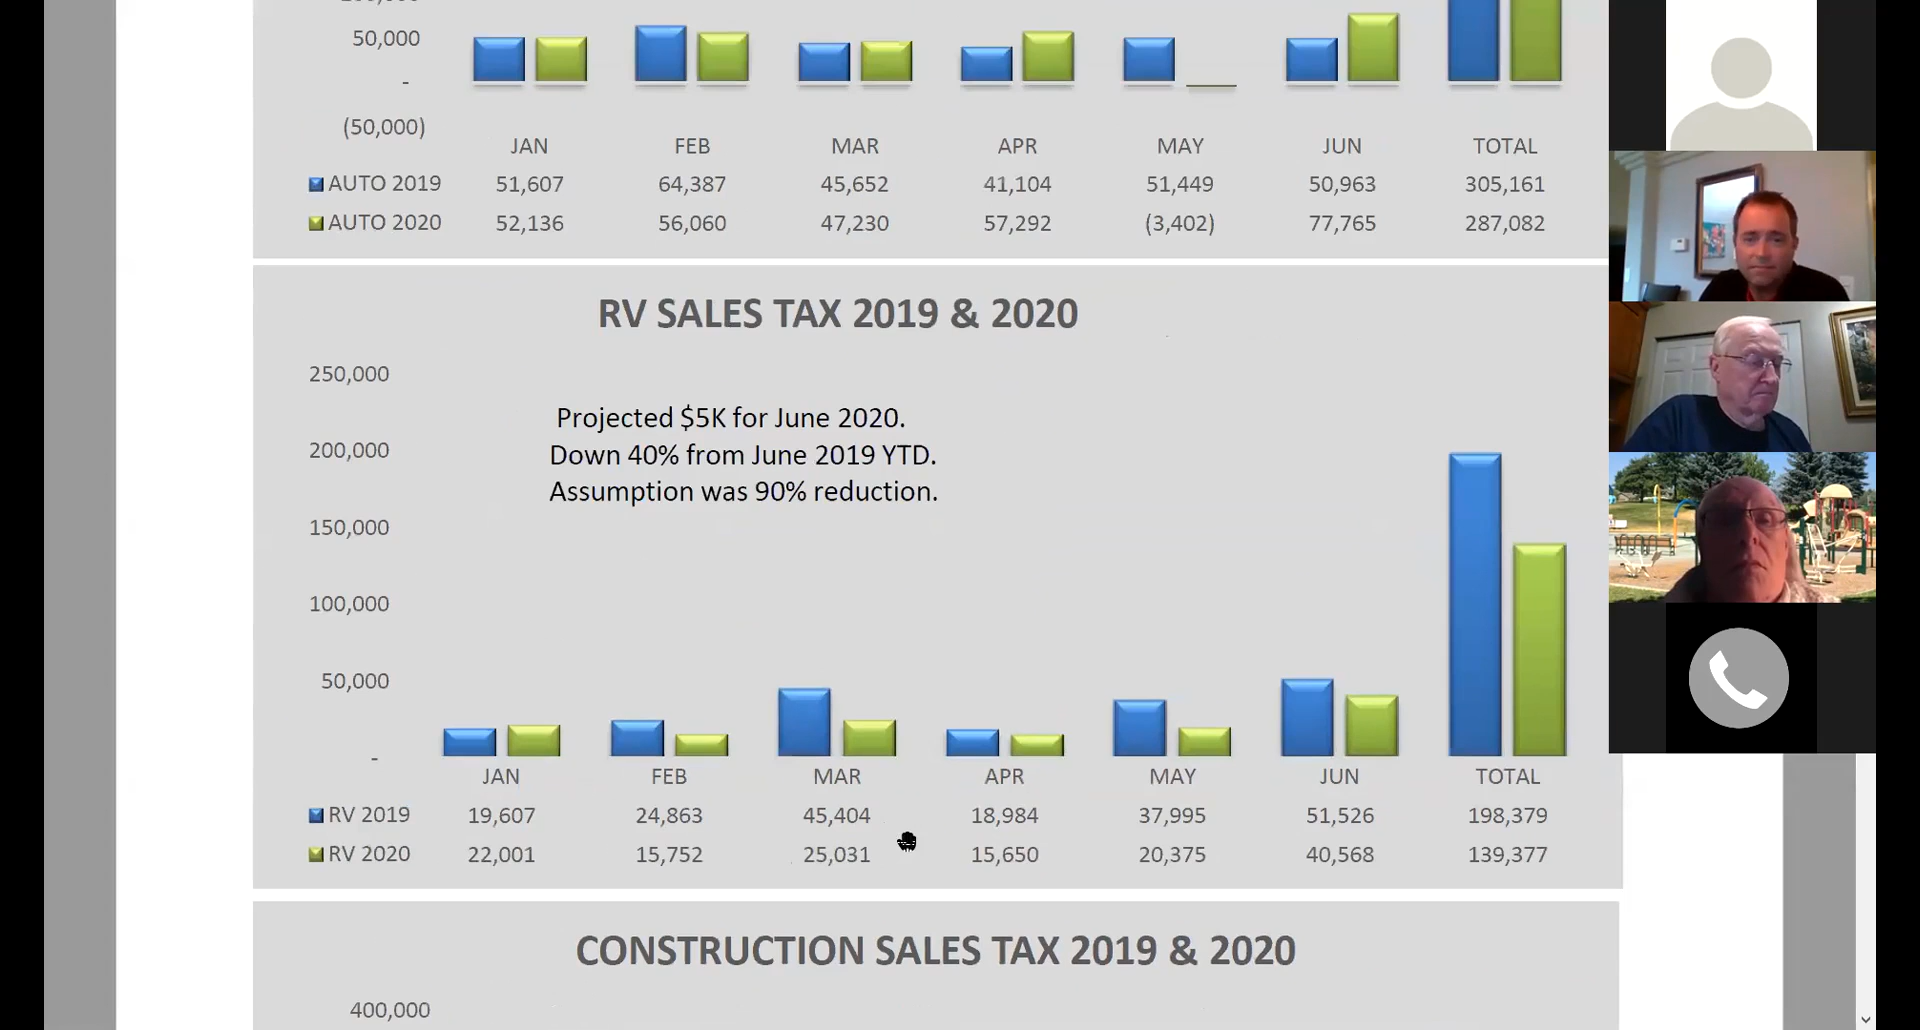 50,000
-
(50,000)
JAN FEB MAR APR MAY JUN TOTAL
AUTO 2019 51,607 64,387 45,652 41,104 51,449 50,963 305,161
AUTO 2020 52,136 56,060 47,230 57,292 (3,402) 77,765 287,082
RV SALES TAX 2019 & 2020
250,000
Projected $5K for June 2020.
200,000
Down 40% from June 2019 YTD.
Assumption was 90% reduction.
150,000
100,000
50,000
-
JAN FEB MAR APR MAY JUN TOTAL
RV 2019 19,607 24,863 45,404 18,984 37,995 51,526 198,379
RV 2020 22,001 15,752 25,031 15,650 20,375 40,568 139,377
CONSTRUCTION SALES TAX 2019 & 2020
400,000